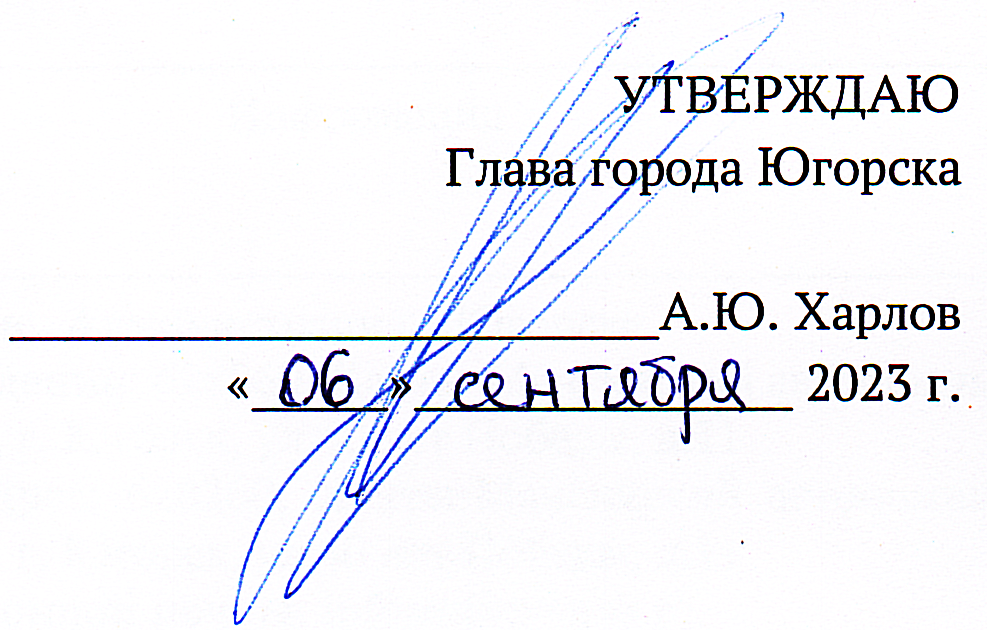 УТВЕРЖДАЮ
Глава города Югорска
А.Ю. Харлов
« 06 » сентября 2023 г.